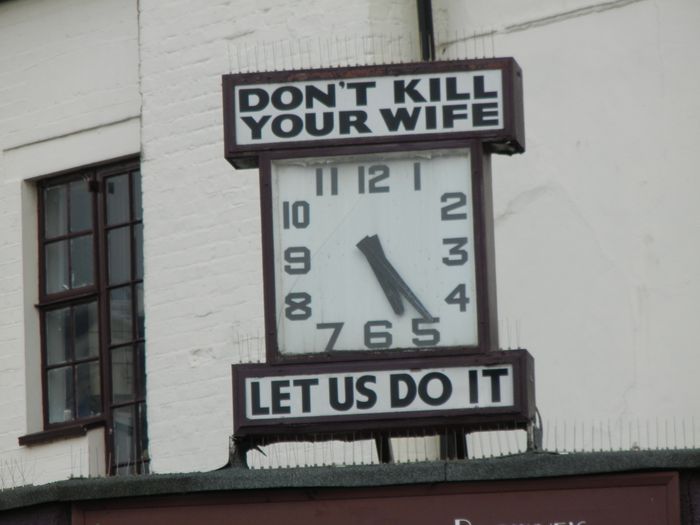 DON'T KILL
YOUR WIFE
11 12 1
10 2
9 3
8 4
7 6 5
LET US DO IT